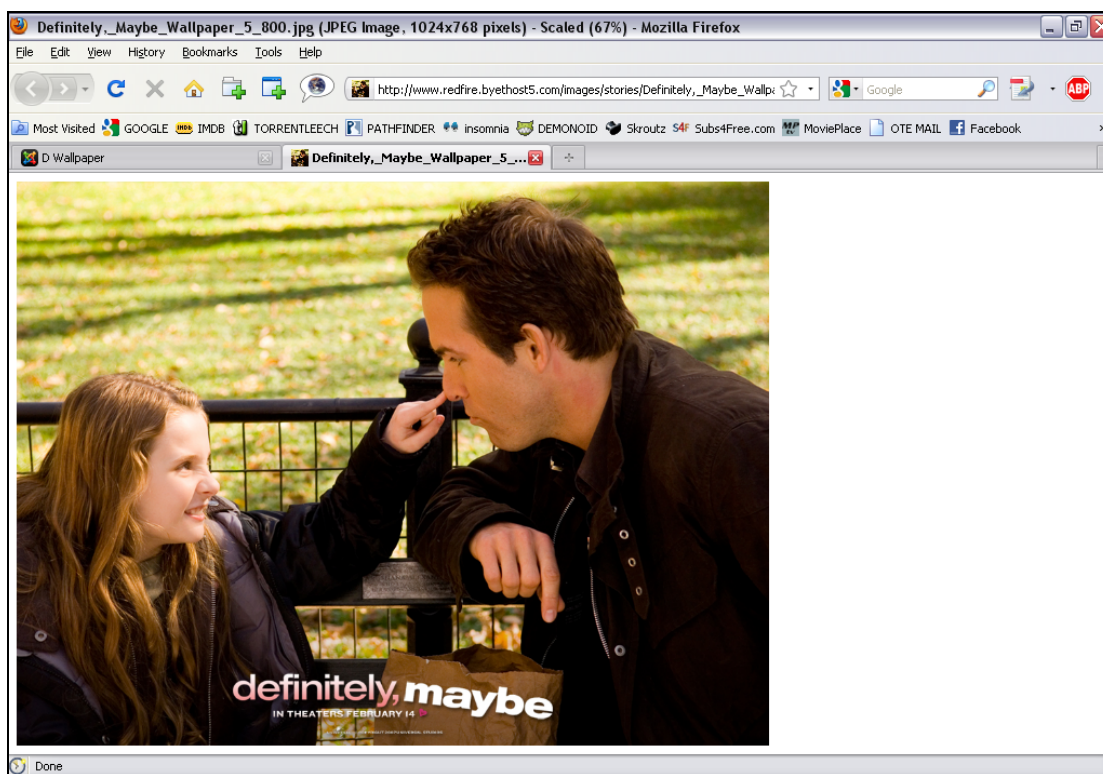 Definitely,_Maybe_Wallpaper_5_800.jpg (JPEG Image, 1024x768 pixels) - Scaled (67%) - Mozilla Firefox
File Edit View History Bookmarks Tools Help
http://www.redfire.byethost5.com/images/stories/Definitely,_Maybe_Wallpa Google ABP
Most Visited GOOGLE IMDB TORRENTLEECH PATHFINDER insomnia DEMONOID Skroutz S4F Subs4Free.com MoviePlace OTE MAIL Facebook »
D Wallpaper Definitely,_Maybe_Wallpaper_5_...
definitely, maybe
IN THEATERS FEBRUARY 14
Done